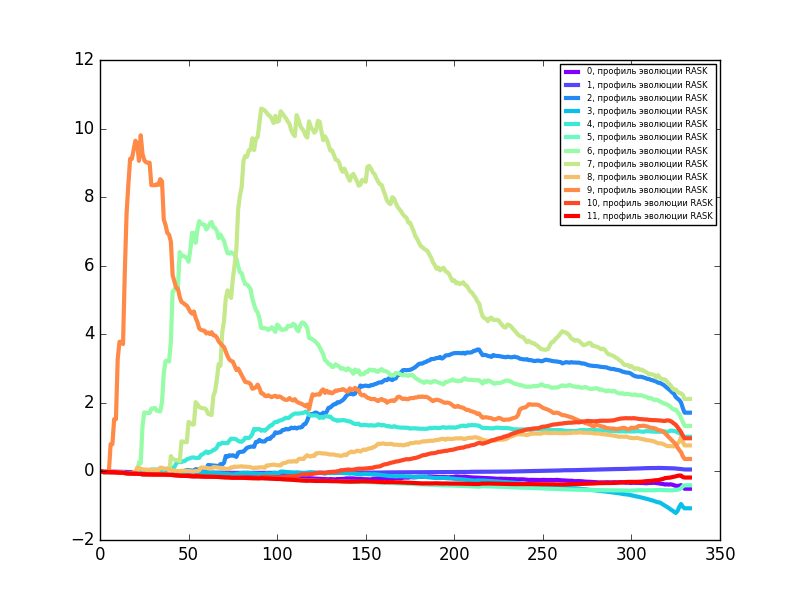 12
10
8
6
4
2
0
−2
0 50 100 150 200 250 300 350
0, профиль эволюции RASK
1, профиль эволюции RASK
2, профиль эволюции RASK
3, профиль эволюции RASK
4, профиль эволюции RASK
5, профиль эволюции RASK
6, профиль эволюции RASK
7, профиль эволюции RASK
8, профиль эволюции RASK
9, профиль эволюции RASK
10, профиль эволюции RASK
11, профиль эволюции RASK